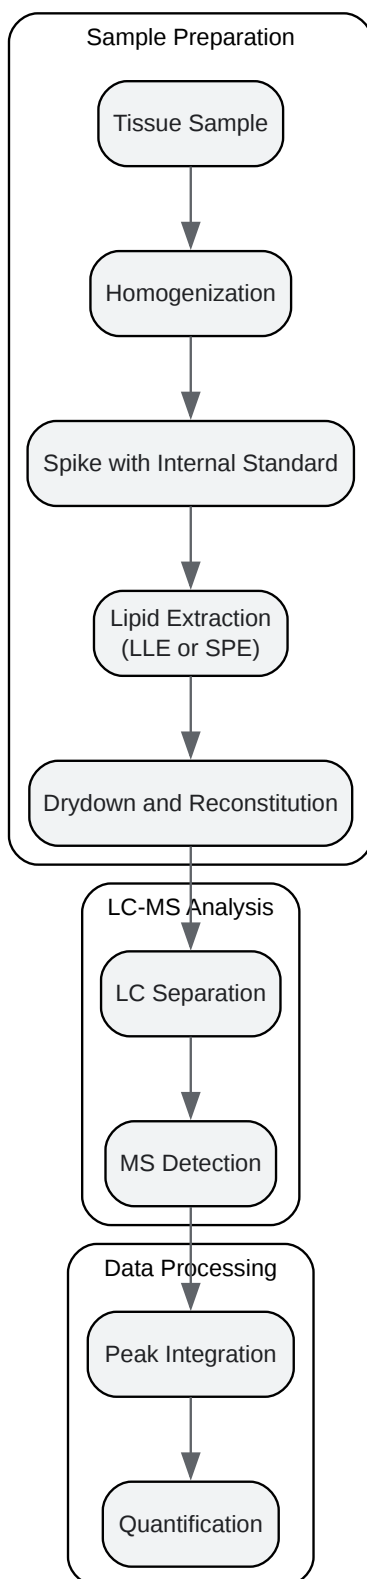 Sample Preparation
Tissue Sample
Homogenization
Spike with Internal Standard
Lipid Extraction
(LLE or SPE)
Drydown and Reconstitution
LC-MS Analysis
LC Separation
MS Detection
Data Processing
Peak Integration
Quantification